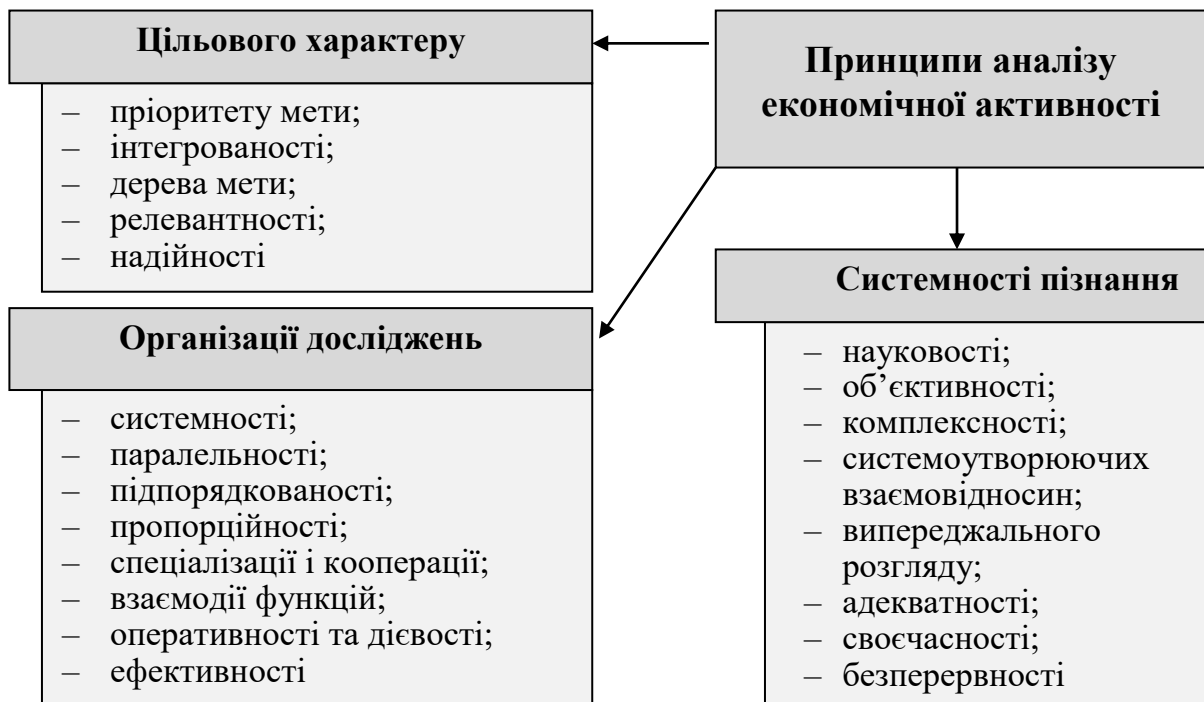 Цільового характеру
– пріоритету мети;
– інтегрованості;
– дерева мети;
– релевантності;
– надійності
Принципи аналізу
економічної активності
Організації досліджень
– системності;
– паралельності;
– підпорядкованості;
– пропорційності;
– спеціалізації і кооперації;
– взаємодії функцій;
– оперативності та дієвості;
– ефективності
Системності пізнання
– науковості;
– об’єктивності;
– комплексності;
– системоутворюючих
взаємовідносин;
– випереджального
розгляду;
– адекватності;
– своєчасності;
– безперервності